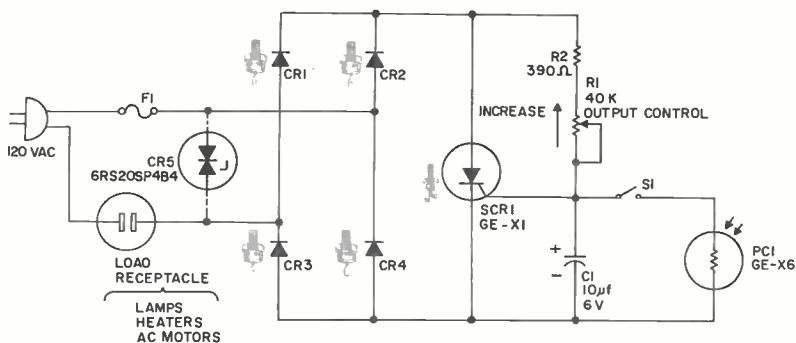 F1
120 VAC
CR5
6RS20SP4B4
J
LOAD
RECEPTACLE
LAMPS
HEATERS
AC MOTORS
CR1
CR2
CR3
CR4
R2
390Ω
R1
40 K
OUTPUT CONTROL
INCREASE
SCR1
GE-X1
S1
+
-
C1
10µf
6V
PC1
GE-X6